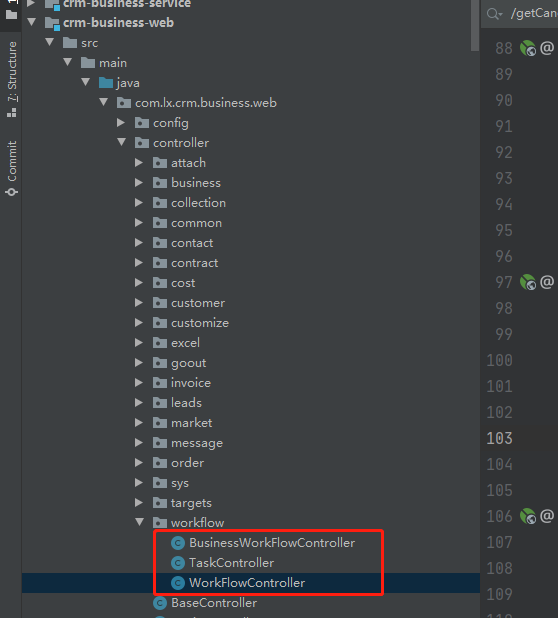 crm-business-service
crm-business-web
src
main
java
com.lx.crm.business.web
config
controller
attach
business
collection
common
contact
contract
cost
customer
customize
excel
goout
invoice
leads
market
message
order
sys
targets
workflow
BusinessWorkFlowController
TaskController
WorkFlowController
BaseController
7: Structure
Commit
/getCan
88 @
89
90
91
92
93
94
95
96
97 @
98
99
100
101
102
103
104
105
106 @
107
107
108
109